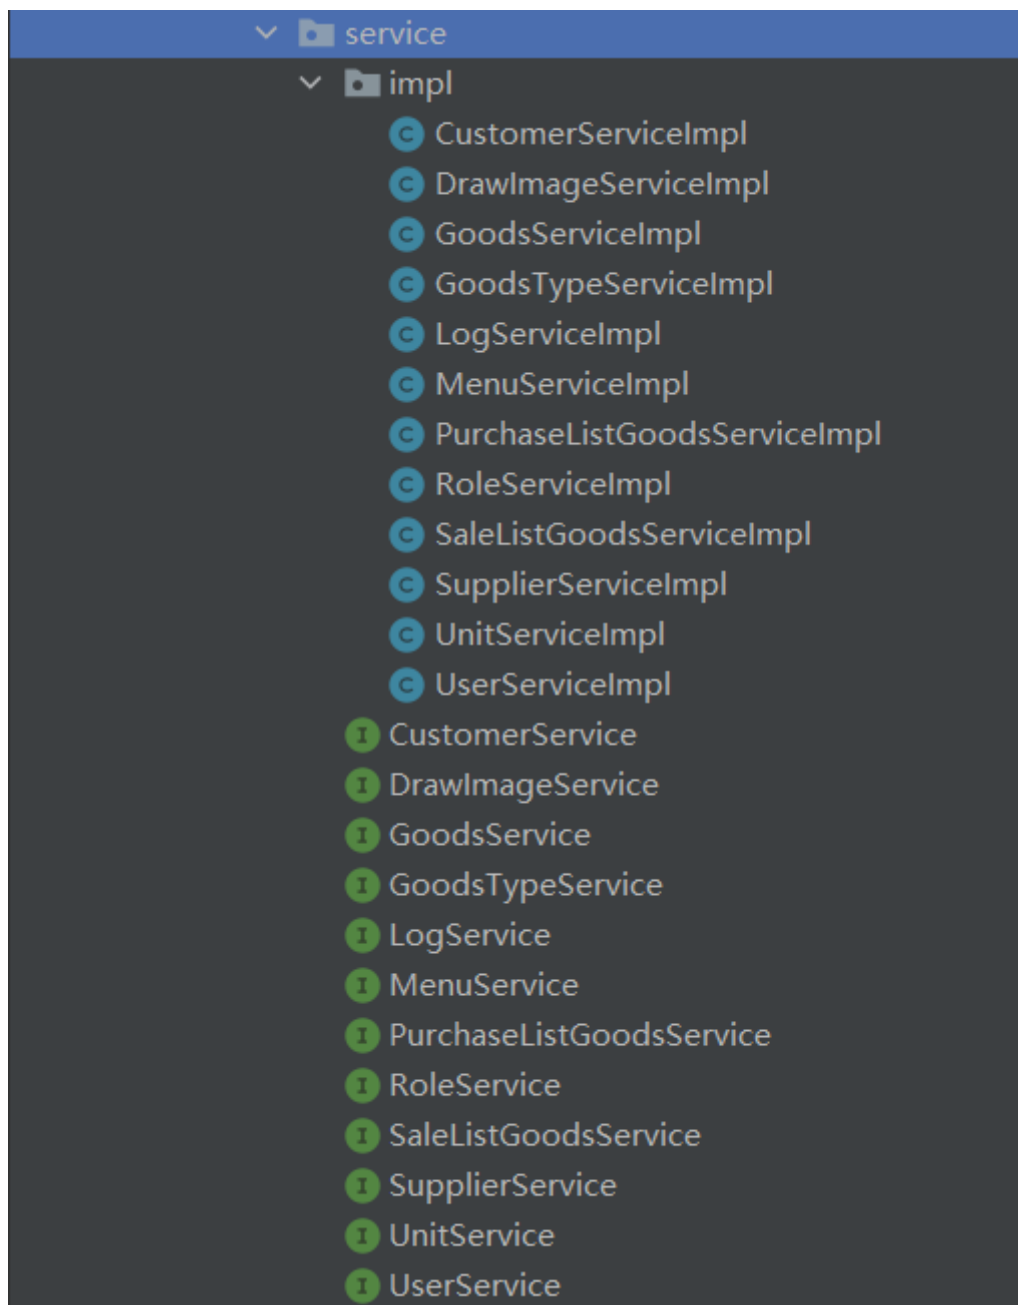 service
impl
C CustomerServiceImpl
C DrawImageServiceImpl
C GoodsServiceImpl
C GoodsTypeServiceImpl
C LogServiceImpl
C MenuServiceImpl
C PurchaseListGoodsServiceImpl
C RoleServiceImpl
C SaleListGoodsServiceImpl
C SupplierServiceImpl
C UnitServiceImpl
C UserServiceImpl
I CustomerService
I DrawImageService
I GoodsService
I GoodsTypeService
I LogService
I MenuService
I PurchaseListGoodsService
I RoleService
I SaleListGoodsService
I SupplierService
I UnitService
I UserService